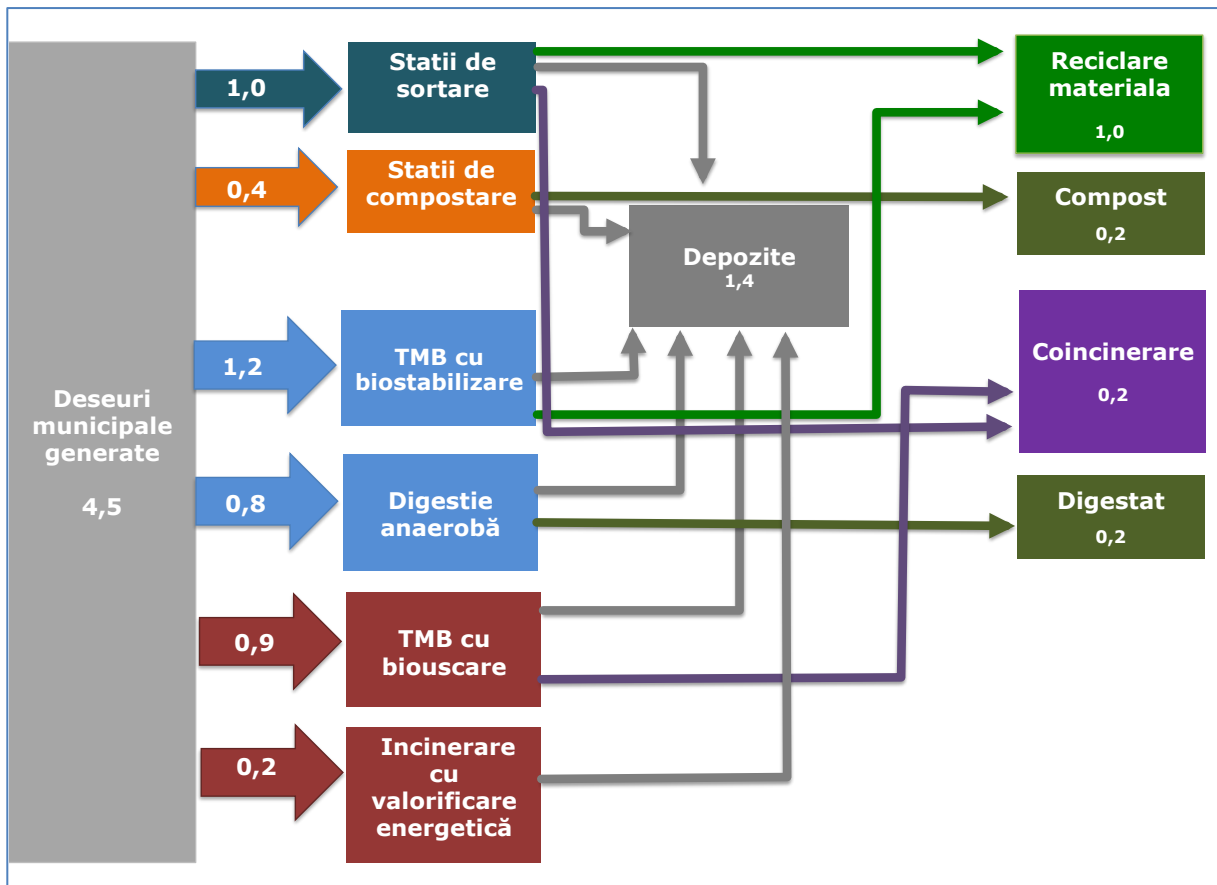 Deseuri
municipale
generate
4,5
1,0
0,4
1,2
0,8
0,9
0,2
Statii de
sortare
Statii de
compostare
TMB cu
biostabilizare
Digestie
anaerobă
TMB cu
biouscare
Incinerare
cu
valorificare
energetică
Depozite
1,4
Reciclare
materiala
1,0
Compost
0,2
Coincinerare
0,2
Digestat
0,2